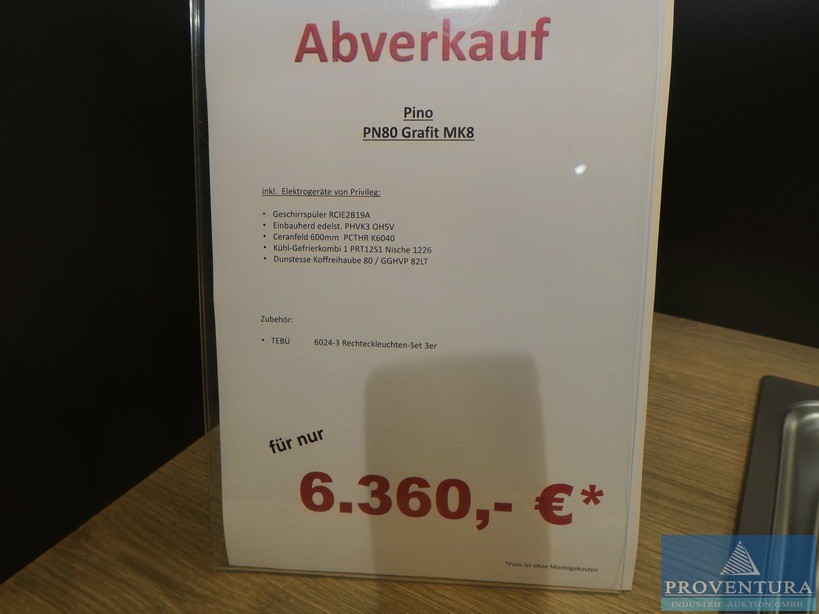 Abverkauf
Pino
PN80 Grafit MK8
inkl. Elektrogeräte von Privileg:
• Geschirrspüler RCIE2B19A
• Einbauherd edelst. PHVK3 OH5V
• Ceranfeld 600mm PCTHR K6040
• Kühl-Gefrierkombi 1 PRT12S1 Nische 1226
• Dunstesse Koffreihaube 80 / GGHVP 82LT
Zubehör:
• TEBÜ 6024-3 Rechteckleuchten-Set 3er
für nur
6.360,- €*
*Preis ist ohne Montagekosten
PROVENTURA
INDUSTRIE-AUKTION GMBH